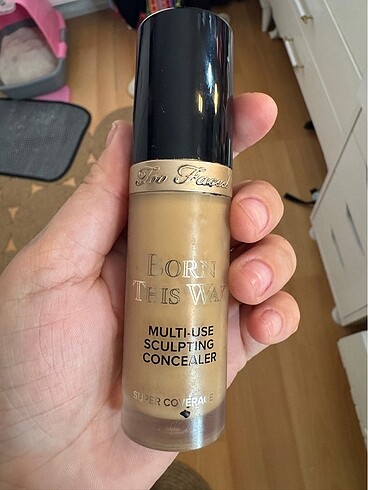 Too Faced
BORN
THIS WAY
MULTI-USE
SCULPTING
CONCEALER
SUPER COVERAGE